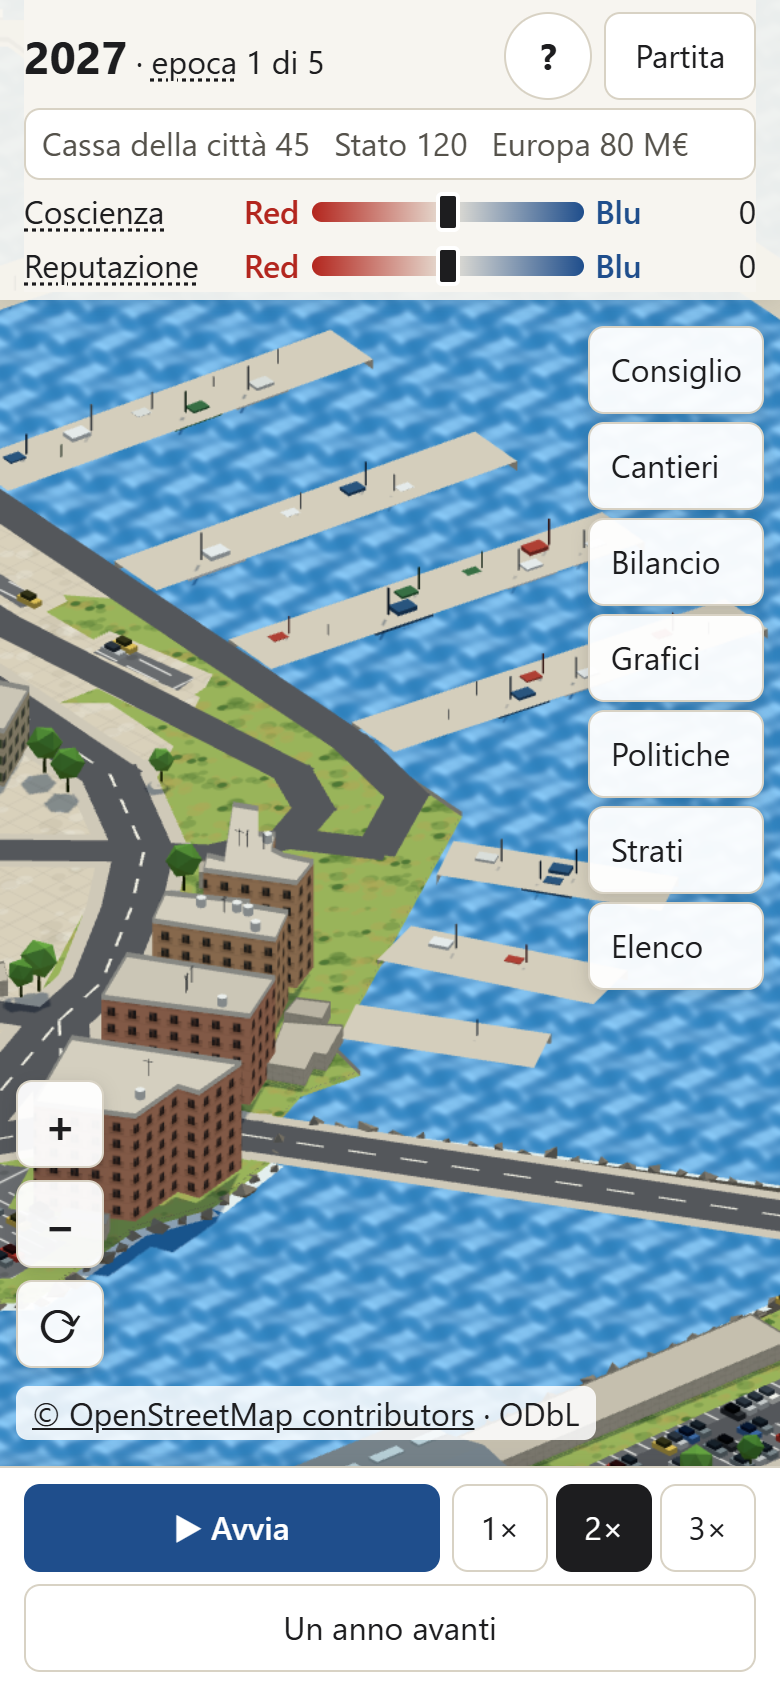 2027 · epoca 1 di 5
?
Partita
Cassa della città 45 Stato 120 Europa 80 M€
Coscienza Red Blu 0
Reputazione Red Blu 0
Consiglio
Cantieri
Bilancio
Grafici
Politiche
Strati
Elenco
+
−
© OpenStreetMap contributors · ODbL
▶ Avvia 1× 2× 3×
Un anno avanti